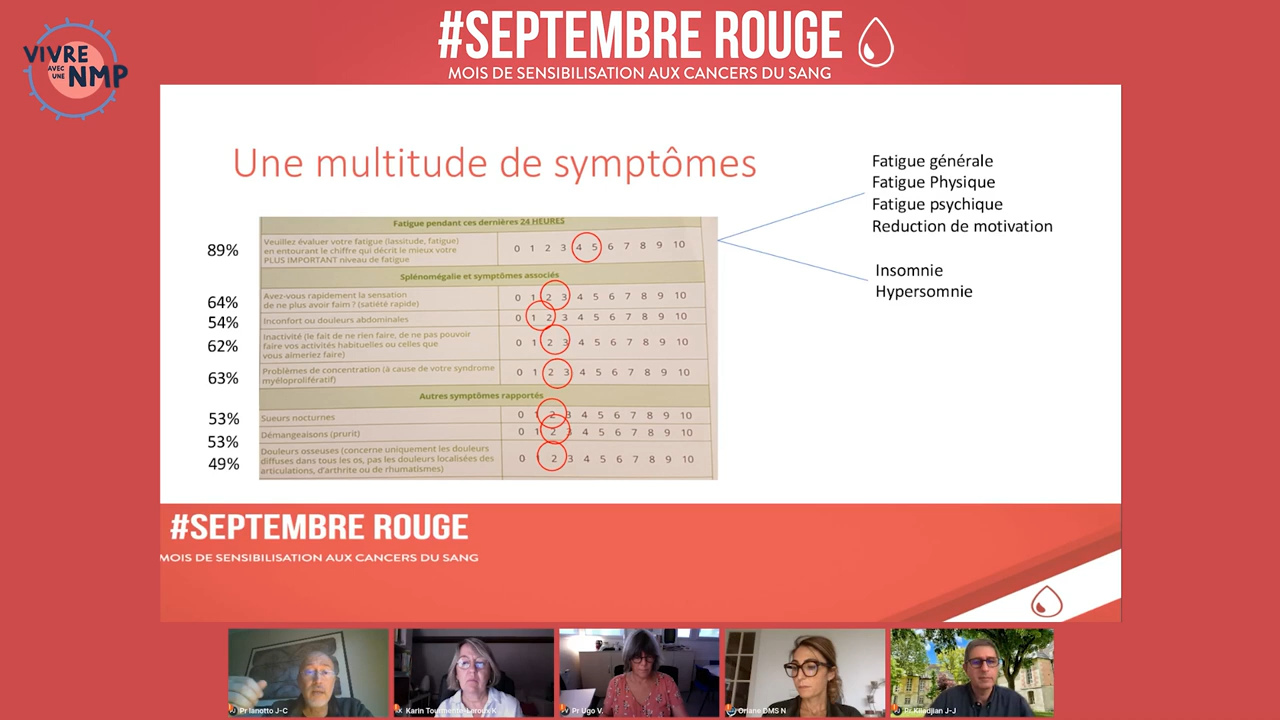 VIVRE
AVEC
UNE NMP
#SEPTEMBRE ROUGE
MOIS DE SENSIBILISATION AUX CANCERS DU SANG
Une multitude de symptômes
Fatigue générale
Fatigue Physique
Fatigue psychique
Reduction de motivation
Insomnie
Hypersomnie
Fatigue pendant ces dernières 24 HEURES
89%
Veuillez évaluer votre fatigue (lassitude, fatigue)
en entourant le chiffre qui décrit le mieux votre
PLUS IMPORTANT niveau de fatigue
0 1 2 3 4 5 6 7 8 9 10
Splénomégalie et symptômes associés
64%
Avez-vous rapidement la sensation
de ne plus avoir faim ? (satiété rapide)
0 1 2 3 4 5 6 7 8 9 10
54%
Inconfort ou douleurs abdominales
0 1 2 3 4 5 6 7 8 9 10
62%
Inactivité (le fait de ne rien faire, de ne pas pouvoir
faire vos activités habituelles ou celles que
vous aimeriez faire)
0 1 2 3 4 5 6 7 8 9 10
63%
Problèmes de concentration (à cause de votre syndrome
myéloprolifératif)
0 1 2 3 4 5 6 7 8 9 10
Autres symptômes rapportés
53%
Sueurs nocturnes
0 1 2 3 4 5 6 7 8 9 10
53%
Démangeaisons (prurit)
0 1 2 3 4 5 6 7 8 9 10
49%
Douleurs osseuses (concerne uniquement les douleurs
diffuses dans tous les os, pas les douleurs localisées des
articulations, d'arthrite ou de rhumatismes)
0 2 3 4 5 6 7 8 9 10
#SEPTEMBRE ROUGE
MOIS DE SENSIBILISATION AUX CANCERS DU SANG
Pr Ianotto J-C
Karin
Pr Ugo V.
Oriane DMS N
Pr Kiladjian J-J